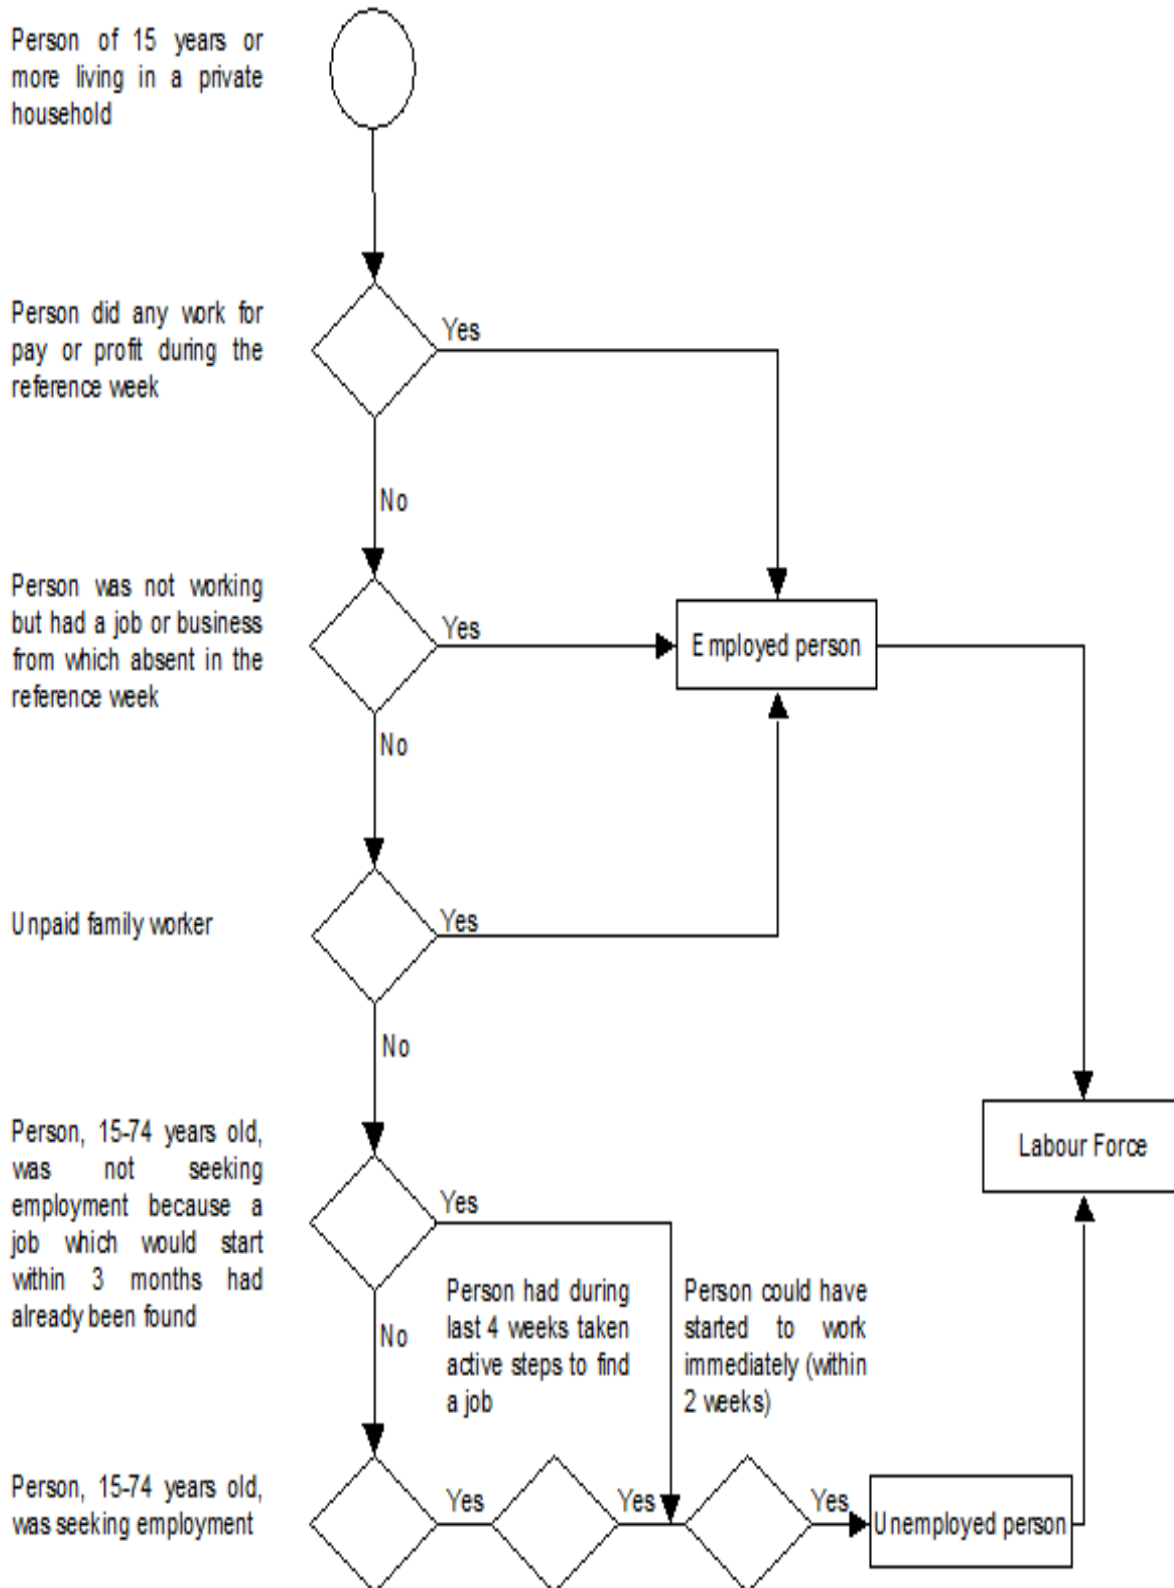 Person of 15 years or
more living in a private
household
Person did any work for
pay or profit during the
reference week
Yes
No
Person was not working
but had a job or business
from which absent in the
reference week
Yes
Employed person
No
Unpaid family worker
Yes
No
Person, 15-74 years old,
was not seeking
employment because a
job which would start
within 3 months had
already been found
Yes
Labour Force
No
Person had during
last 4 weeks taken
active steps to find
a job
Person could have
started to work
immediately (within
2 weeks)
Person, 15-74 years old,
was seeking employment
Yes
Yes
Yes
Unemployed person